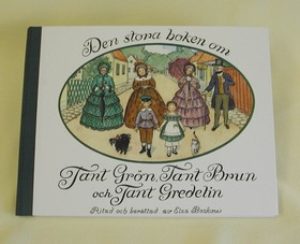 Den stora boken om
Tant Grön, Tant Brun
och Tant Gredelin
Ritad och berättad av Elsa Beskow